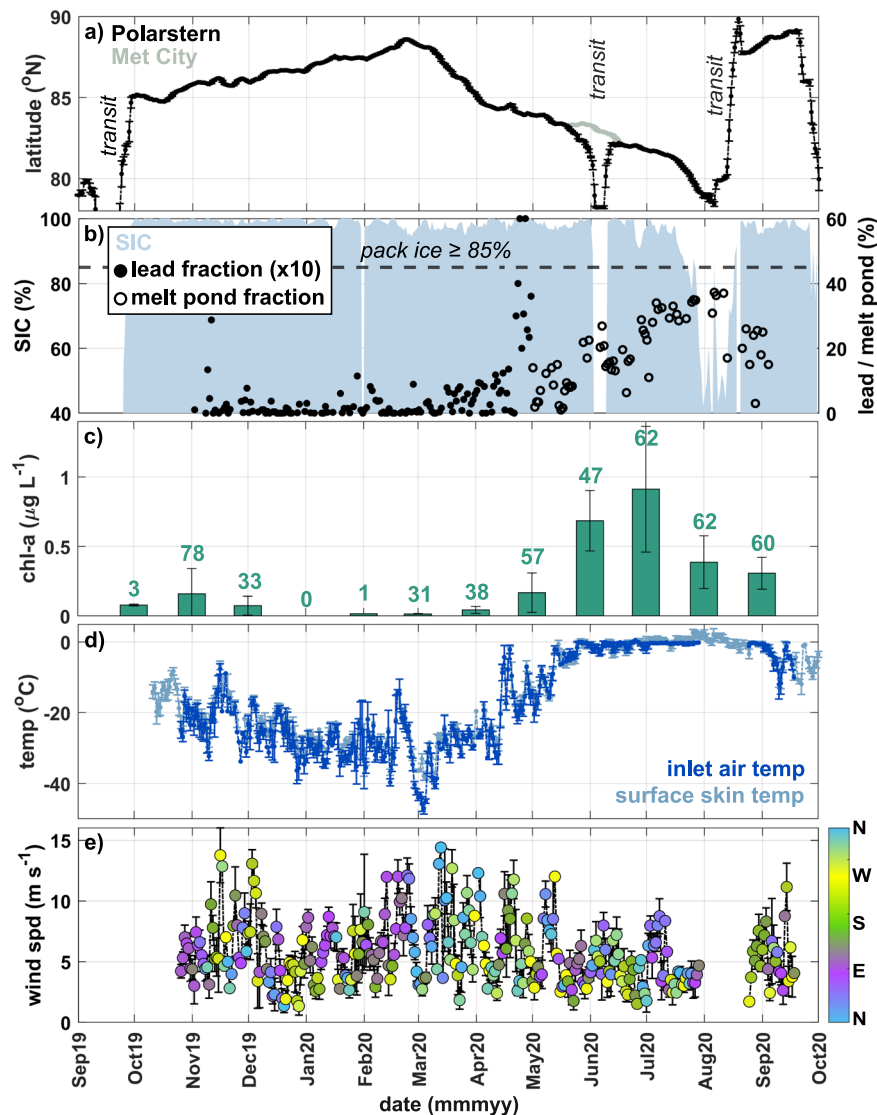 a) Polarstern
Met City
90
85
80
latitude (°N)
transit
transit
transit
b) SIC
lead fraction (x10)
melt pond fraction
pack ice ≥ 85%
100
80
60
40
SIC (%)
60
40
20
0
lead / melt pond (%)
c)
1
0.5
0
chl-a (μg L⁻¹)
3
78
33
0
1
31
38
57
47
62
62
60
d)
0
-20
-40
temp (°C)
inlet air temp
surface skin temp
e)
15
10
5
0
wind spd (m s⁻¹)
N
W
S
E
N
Sep19
Oct19
Nov19
Dec19
Jan20
Feb20
Mar20
Apr20
May20
Jun20
Jul20
Aug20
Sep20
Oct20
date (mmmyy)